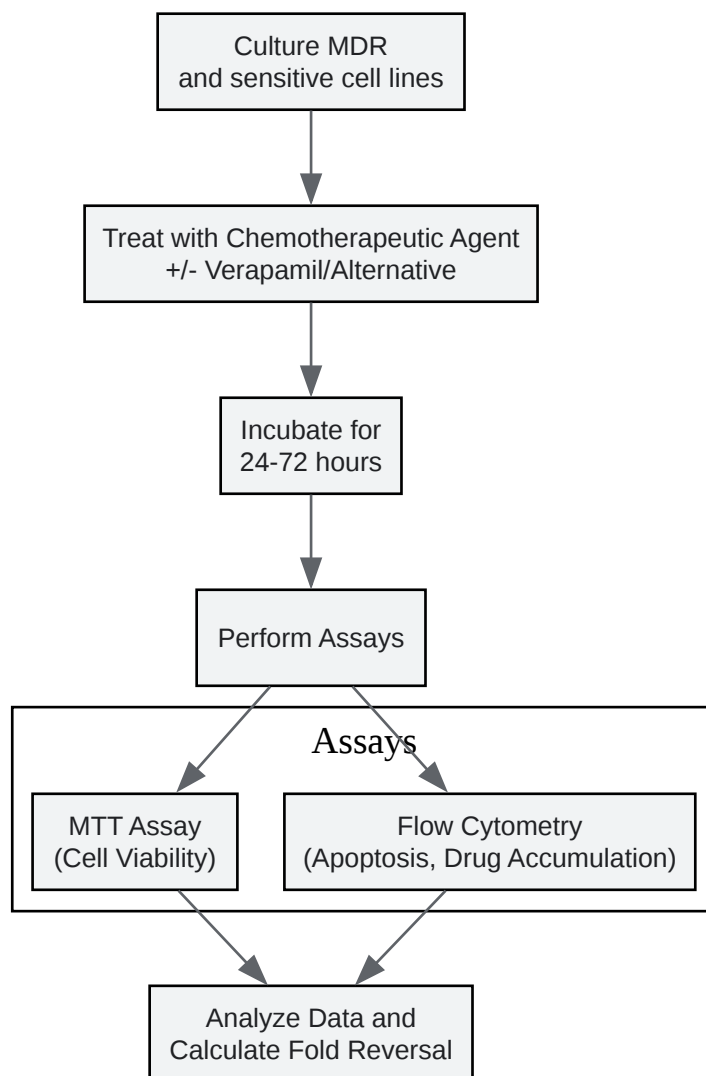 Culture MDR
and sensitive cell lines
Treat with Chemotherapeutic Agent
+/- Verapamil/Alternative
Incubate for
24-72 hours
Perform Assays
Assays
MTT Assay
(Cell Viability)
Flow Cytometry
(Apoptosis, Drug Accumulation)
Analyze Data and
Calculate Fold Reversal